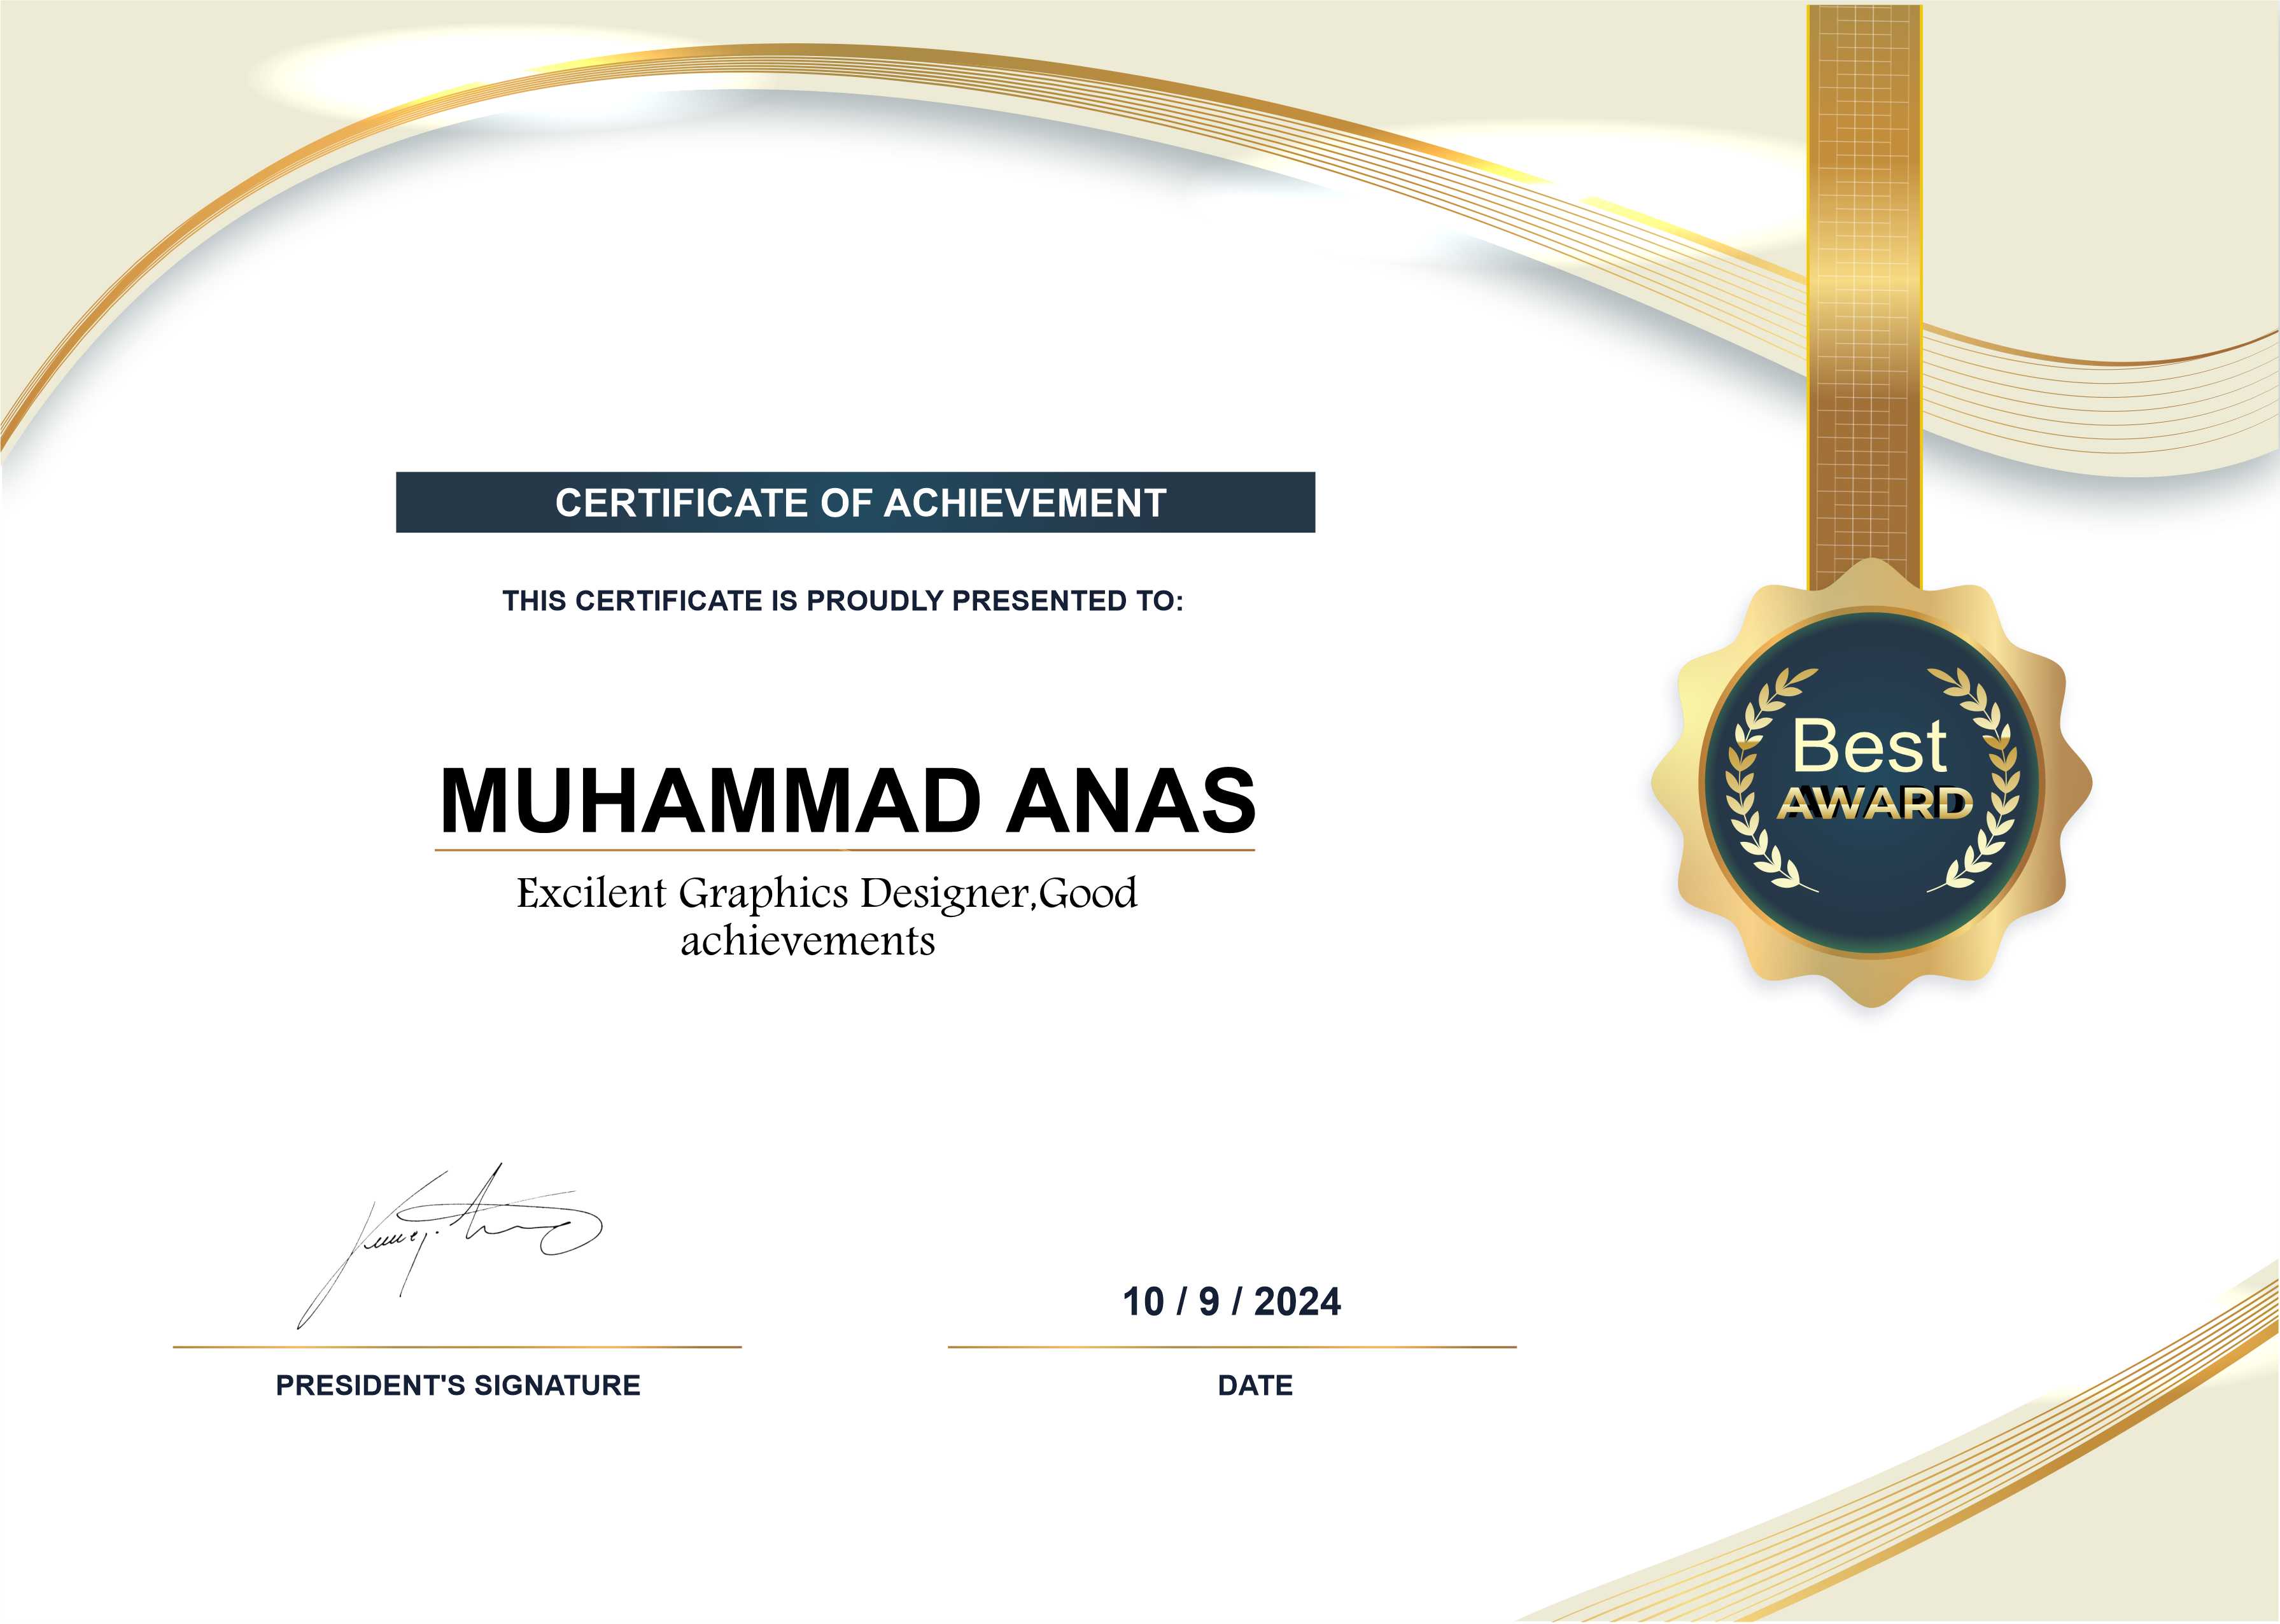 CERTIFICATE OF ACHIEVEMENT
THIS CERTIFICATE IS PROUDLY PRESENTED TO:
MUHAMMAD ANAS
Excilent Graphics Designer,Good
achievements
Best
AWARD
10 / 9 / 2024
PRESIDENT'S SIGNATURE
DATE